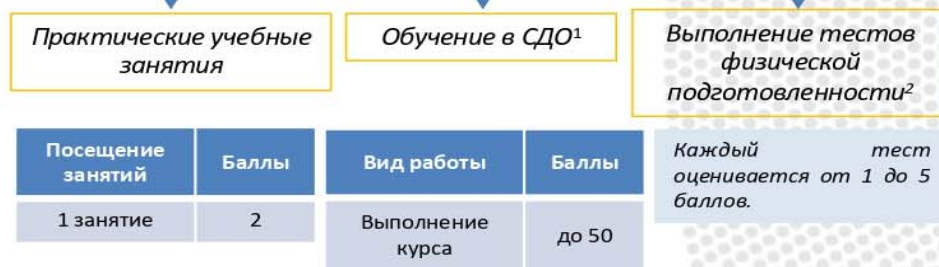 Практические учебные
занятия
Обучение в СДО¹
Выполнение тестов
физической
подготовленности²
Посещение
занятий
Баллы
1 занятие
2
Вид работы
Баллы
Выполнение
курса
до 50
Каждый тест
оценивается от 1 до 5
баллов.